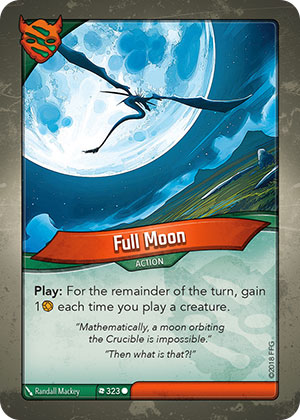 Full Moon
ACTION
Play: For the remainder of the turn, gain
1 each time you play a creature.
“Mathematically, a moon orbiting
the Crucible is impossible.”
“Then what is that?!”
Randall Mackey
323
©2018 FFG